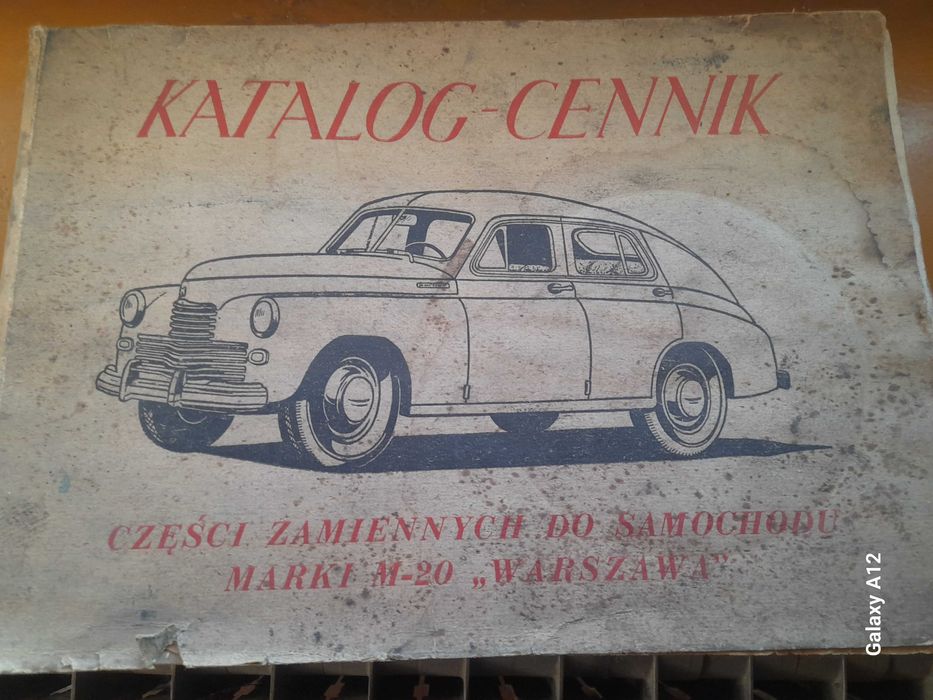 KATALOG-CENNIK
CZĘŚCI ZAMIENNYCH DO SAMOCHODU
MARKI M-20 „WARSZAWA”
Galaxy A12